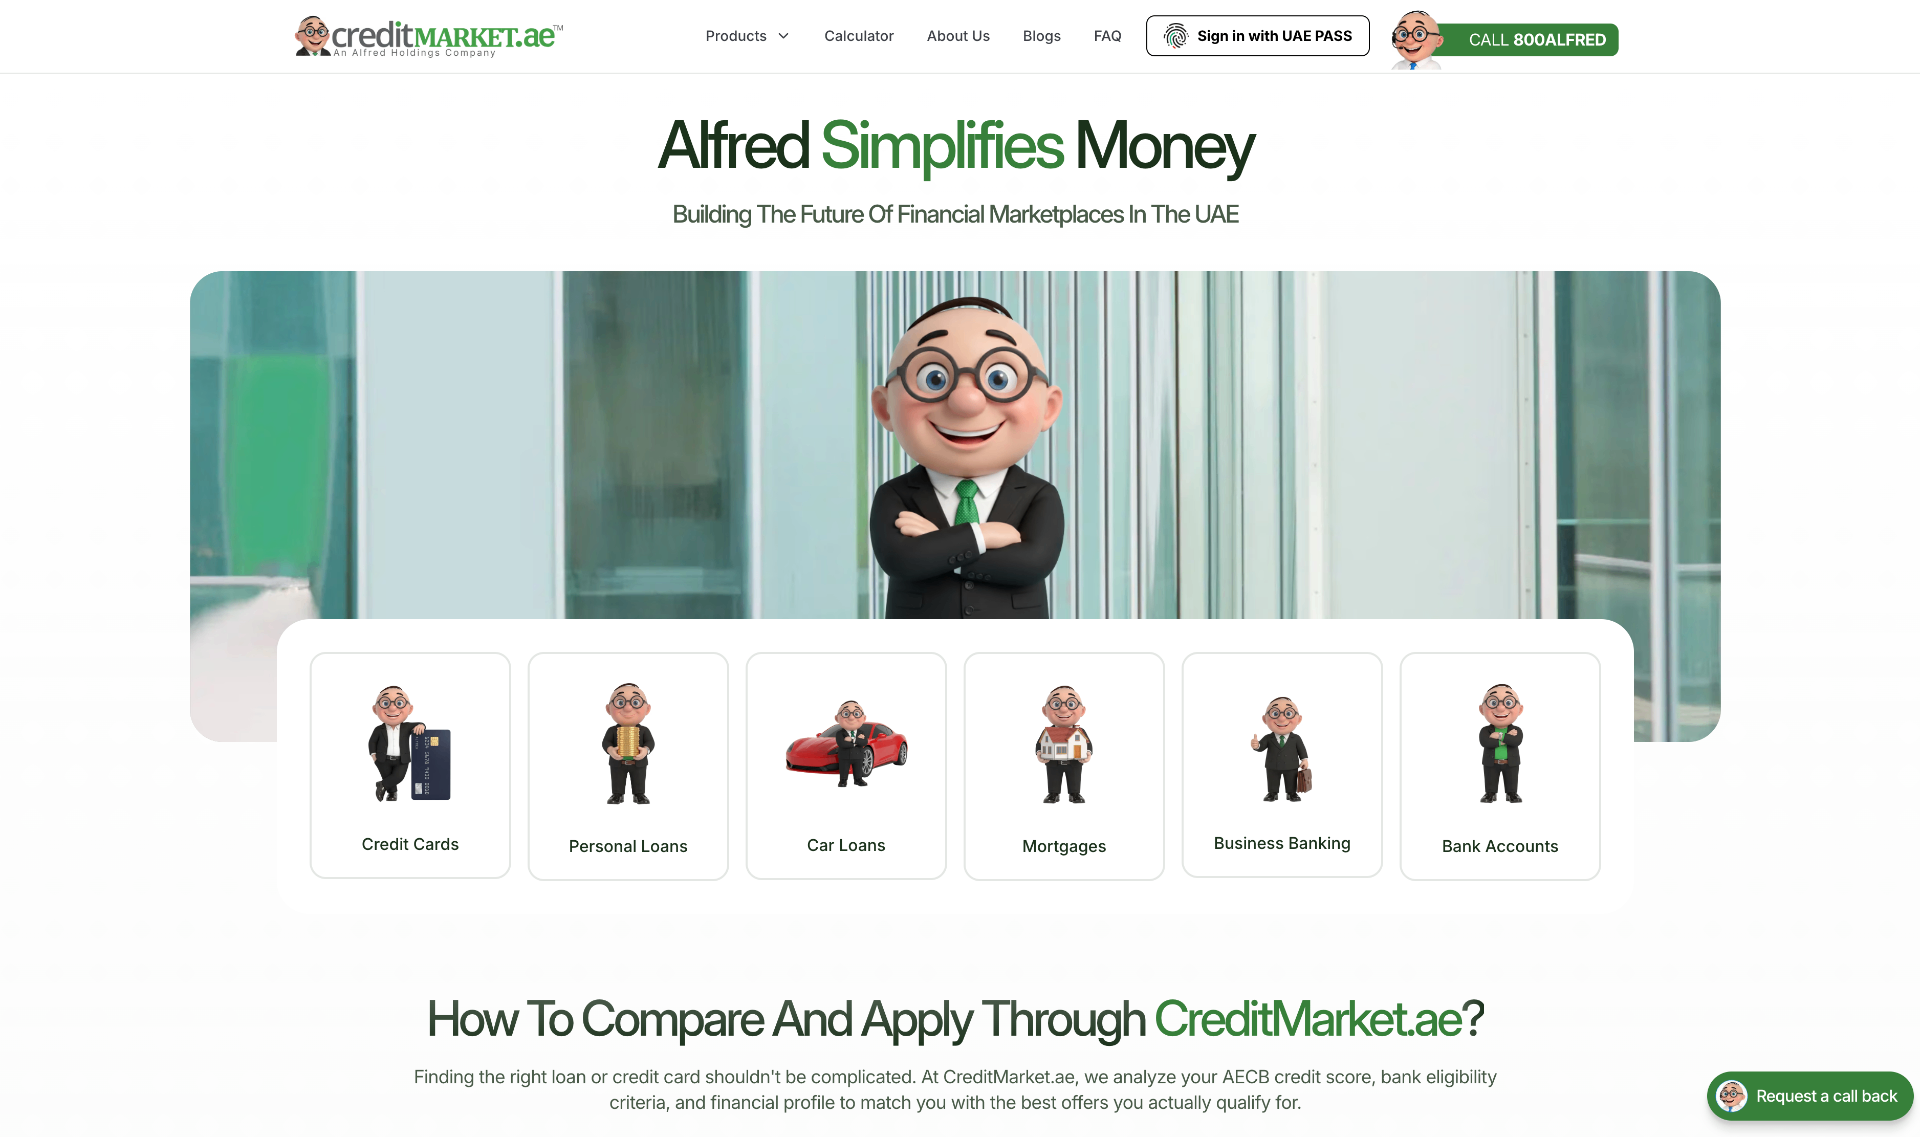 creditMARKET.ae™
An Alfred Holdings Company
Products
Calculator
About Us
Blogs
FAQ
Sign in with UAE PASS
CALL 800ALFRED
Alfred Simplifies Money
Building The Future Of Financial Marketplaces In The UAE
Credit Cards
Personal Loans
Car Loans
Mortgages
Business Banking
Bank Accounts
How To Compare And Apply Through CreditMarket.ae?
Finding the right loan or credit card shouldn't be complicated. At CreditMarket.ae, we analyze your AECB credit score, bank eligibility
criteria, and financial profile to match you with the best offers you actually qualify for.
Request a call back